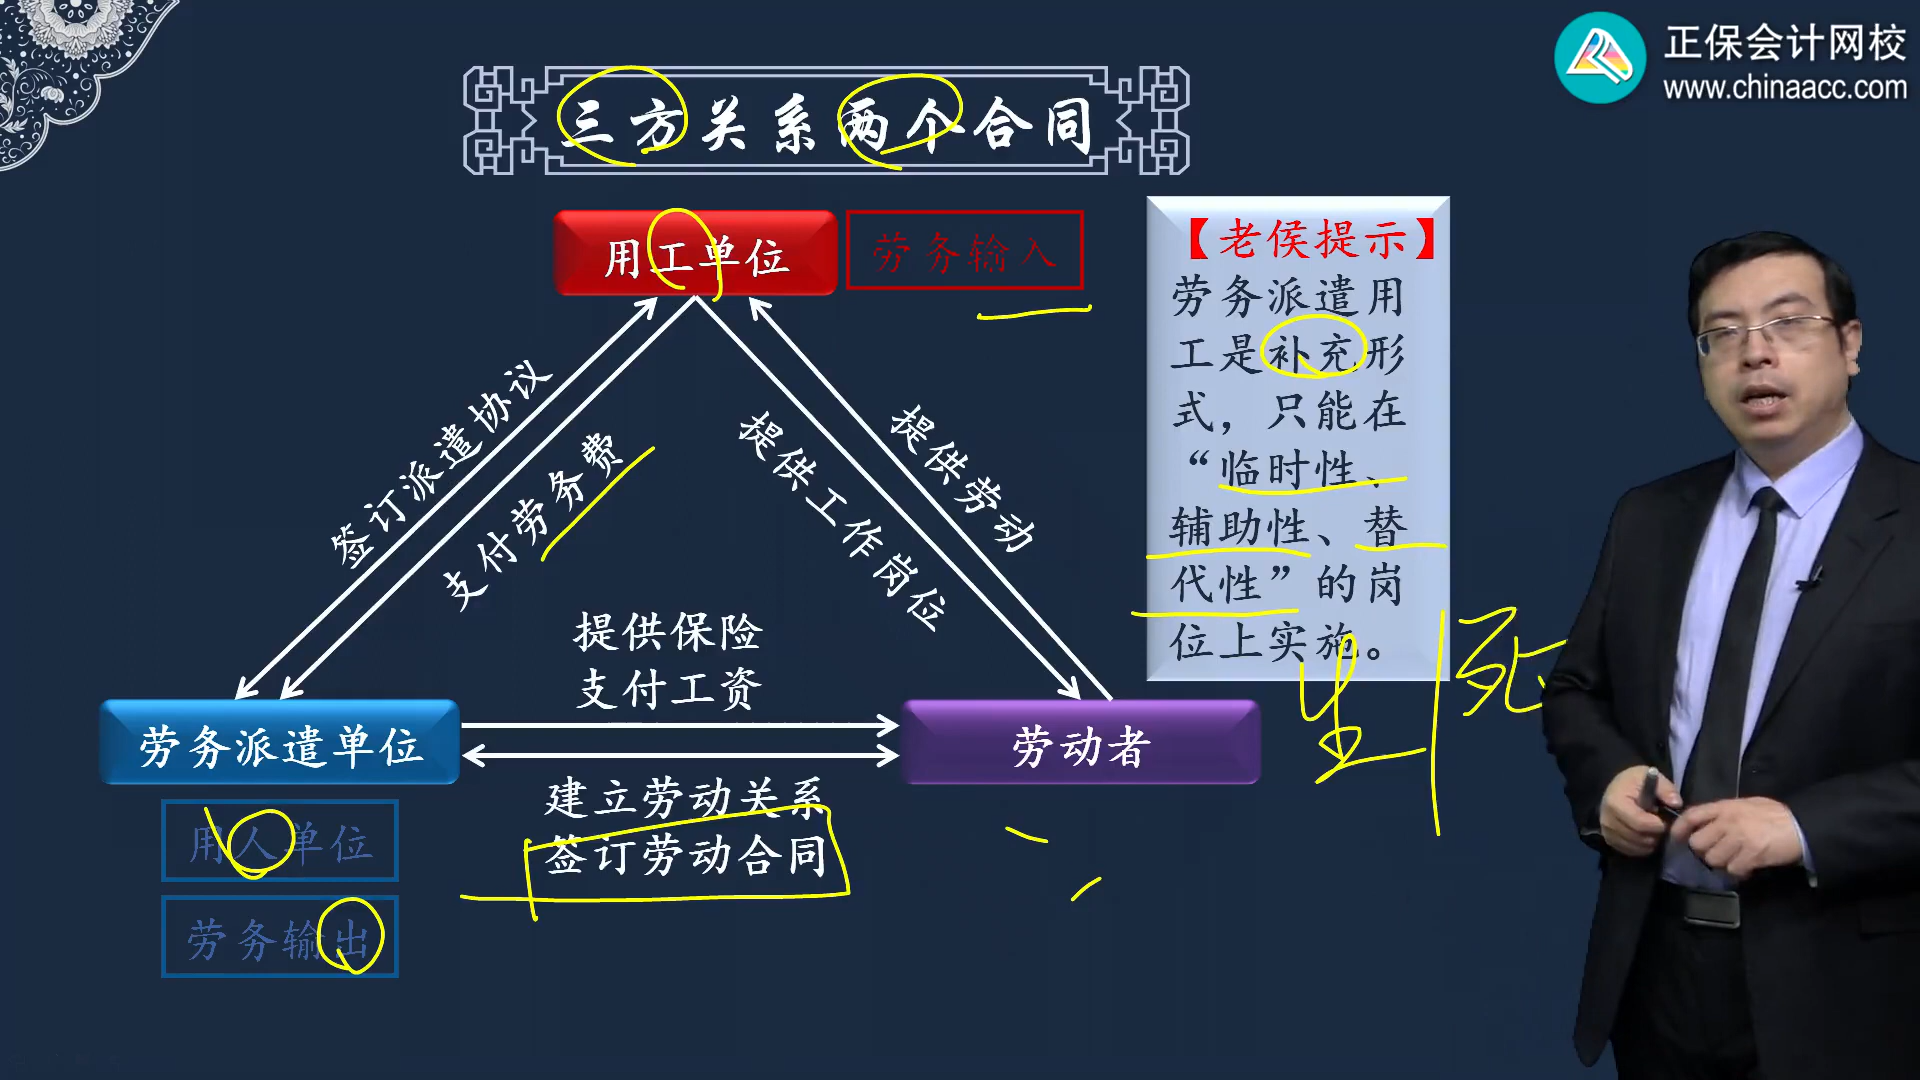 正保会计网校
www.chinaacc.com
三方关系两个合同
用工单位
劳务输入
【老侯提示】
劳务派遣用
工是补充形
式，只能在
“临时性、
辅助性、替
代性”的岗
位上实施。
签订派遣协议
支付劳务费
提供工作岗位
提供劳动
提供保险
支付工资
劳务派遣单位
劳动者
建立劳动关系
签订劳动合同
用人单位
劳务输出
生
死